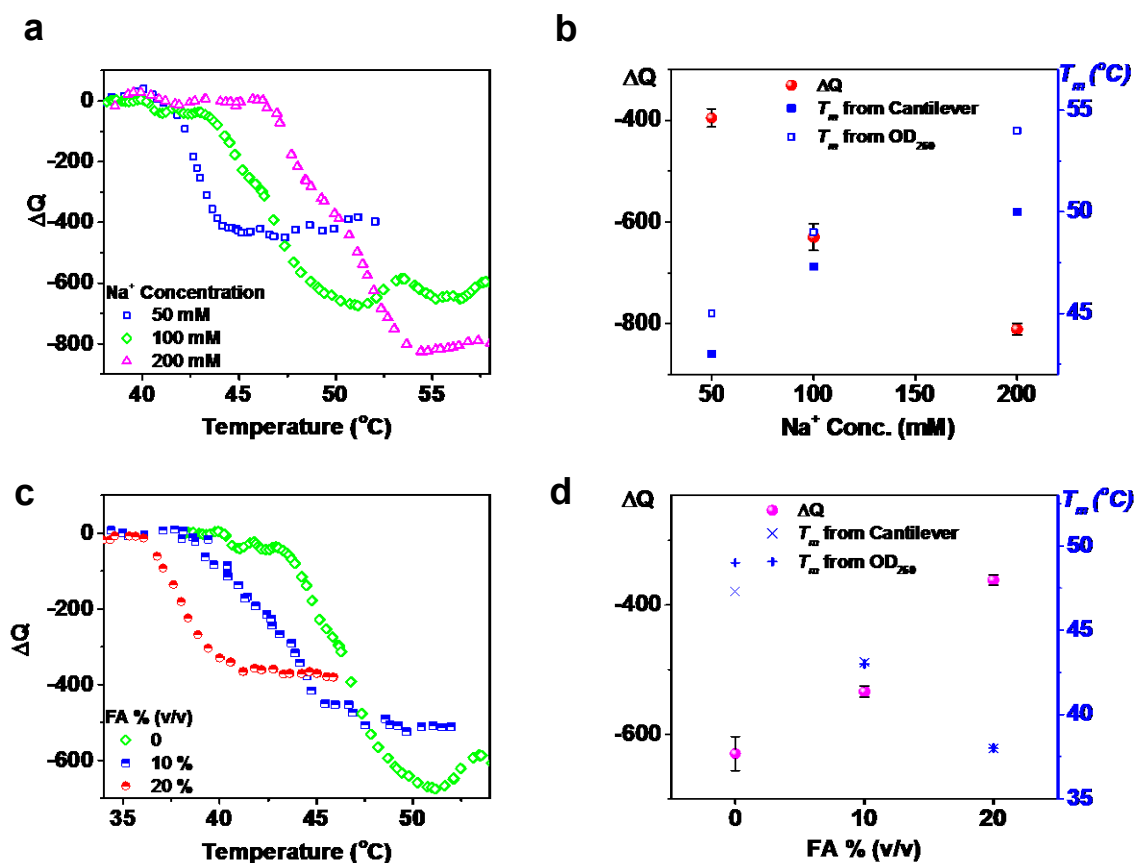 a
0
-200
-400
-600
-800
ΔQ
Na⁺ Concentration
50 mM
100 mM
200 mM
40 45 50 55
Temperature (°C)
b
ΔQ
Tm (°C)
ΔQ
Tm from Cantilever
Tm from OD260
-400
-600
-800
55
50
45
50 100 150 200
Na⁺ Conc. (mM)
c
0
-200
-400
-600
ΔQ
FA % (v/v)
0
10 %
20 %
35 40 45 50
Temperature (°C)
d
ΔQ
Tm (°C)
ΔQ
Tm from Cantilever
Tm from OD260
-400
-600
50
45
40
35
0 10 20
FA % (v/v)